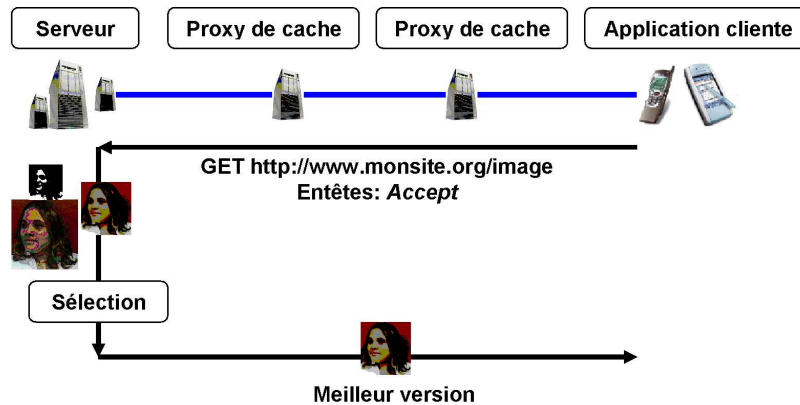 Serveur
Proxy de cache
Proxy de cache
Application cliente
GET http://www.monsite.org/image
Entêtes: Accept
Sélection
Meilleur version